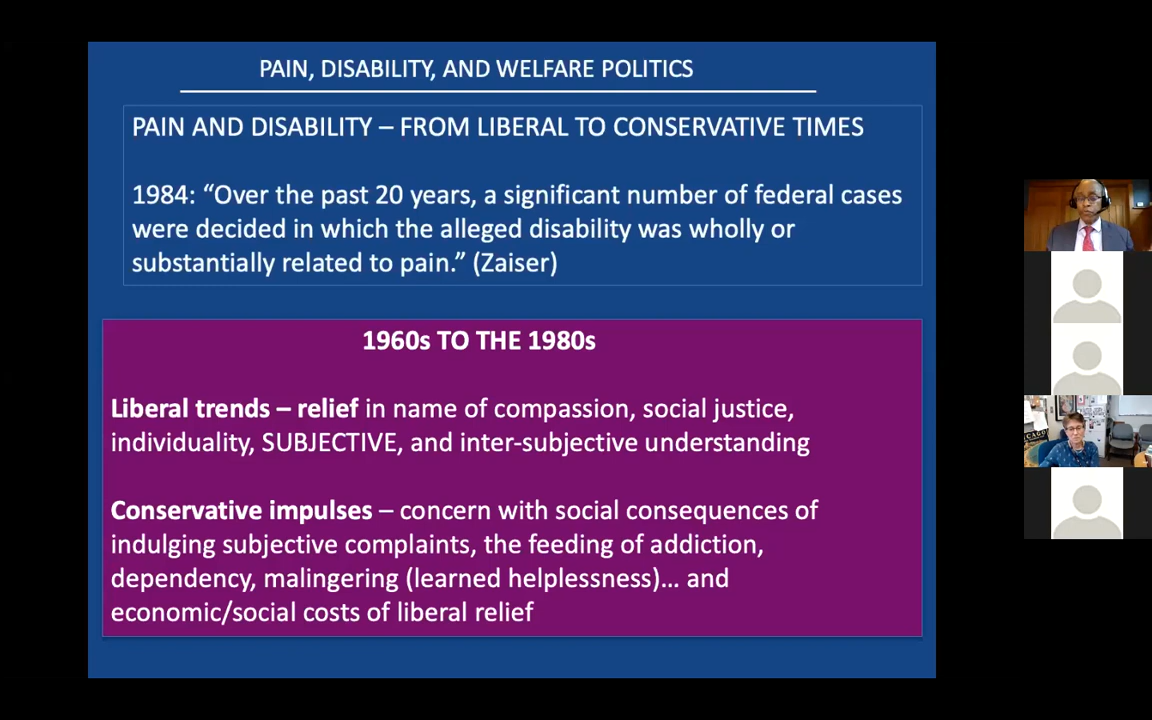 PAIN, DISABILITY, AND WELFARE POLITICS
PAIN AND DISABILITY – FROM LIBERAL TO CONSERVATIVE TIMES
1984: “Over the past 20 years, a significant number of federal cases
were decided in which the alleged disability was wholly or
substantially related to pain.” (Zaiser)
1960s TO THE 1980s
Liberal trends – relief in name of compassion, social justice,
individuality, SUBJECTIVE, and inter-subjective understanding
Conservative impulses – concern with social consequences of
indulging subjective complaints, the feeding of addiction,
dependency, malingering (learned helplessness)... and
economic/social costs of liberal relief